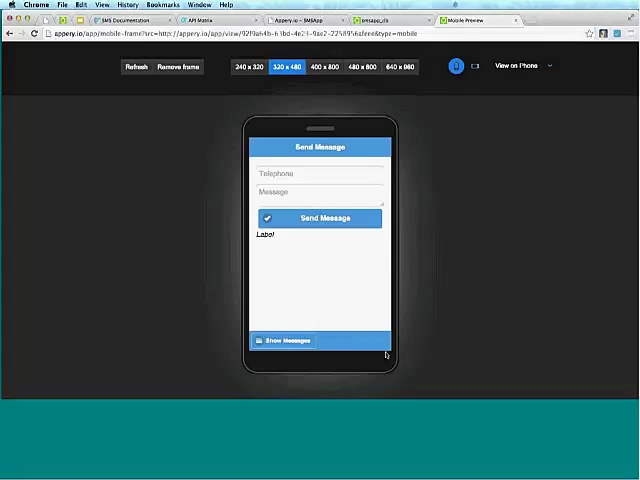 Chrome File Edit View History Bookmarks Window Help
SMS Documentation
API Matrix
Appery.io – SMSApp
smsapp_db
Mobile Preview
Refresh Remove frame 240 x 320 320 x 480 400 x 800 480 x 800 640 x 960 View on Phone
Send Message
Telephone
Message
Send Message
Label
Show Messages